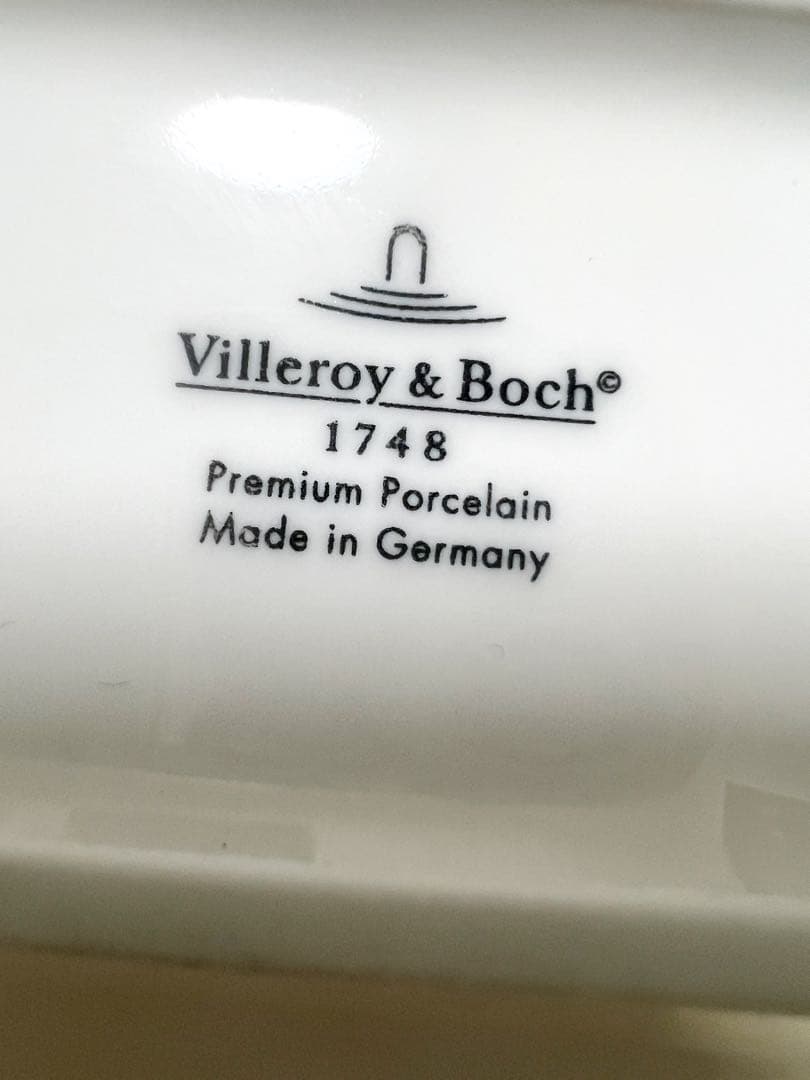 Villeroy & Boch©
1748
Premium Porcelain
Made in Germany